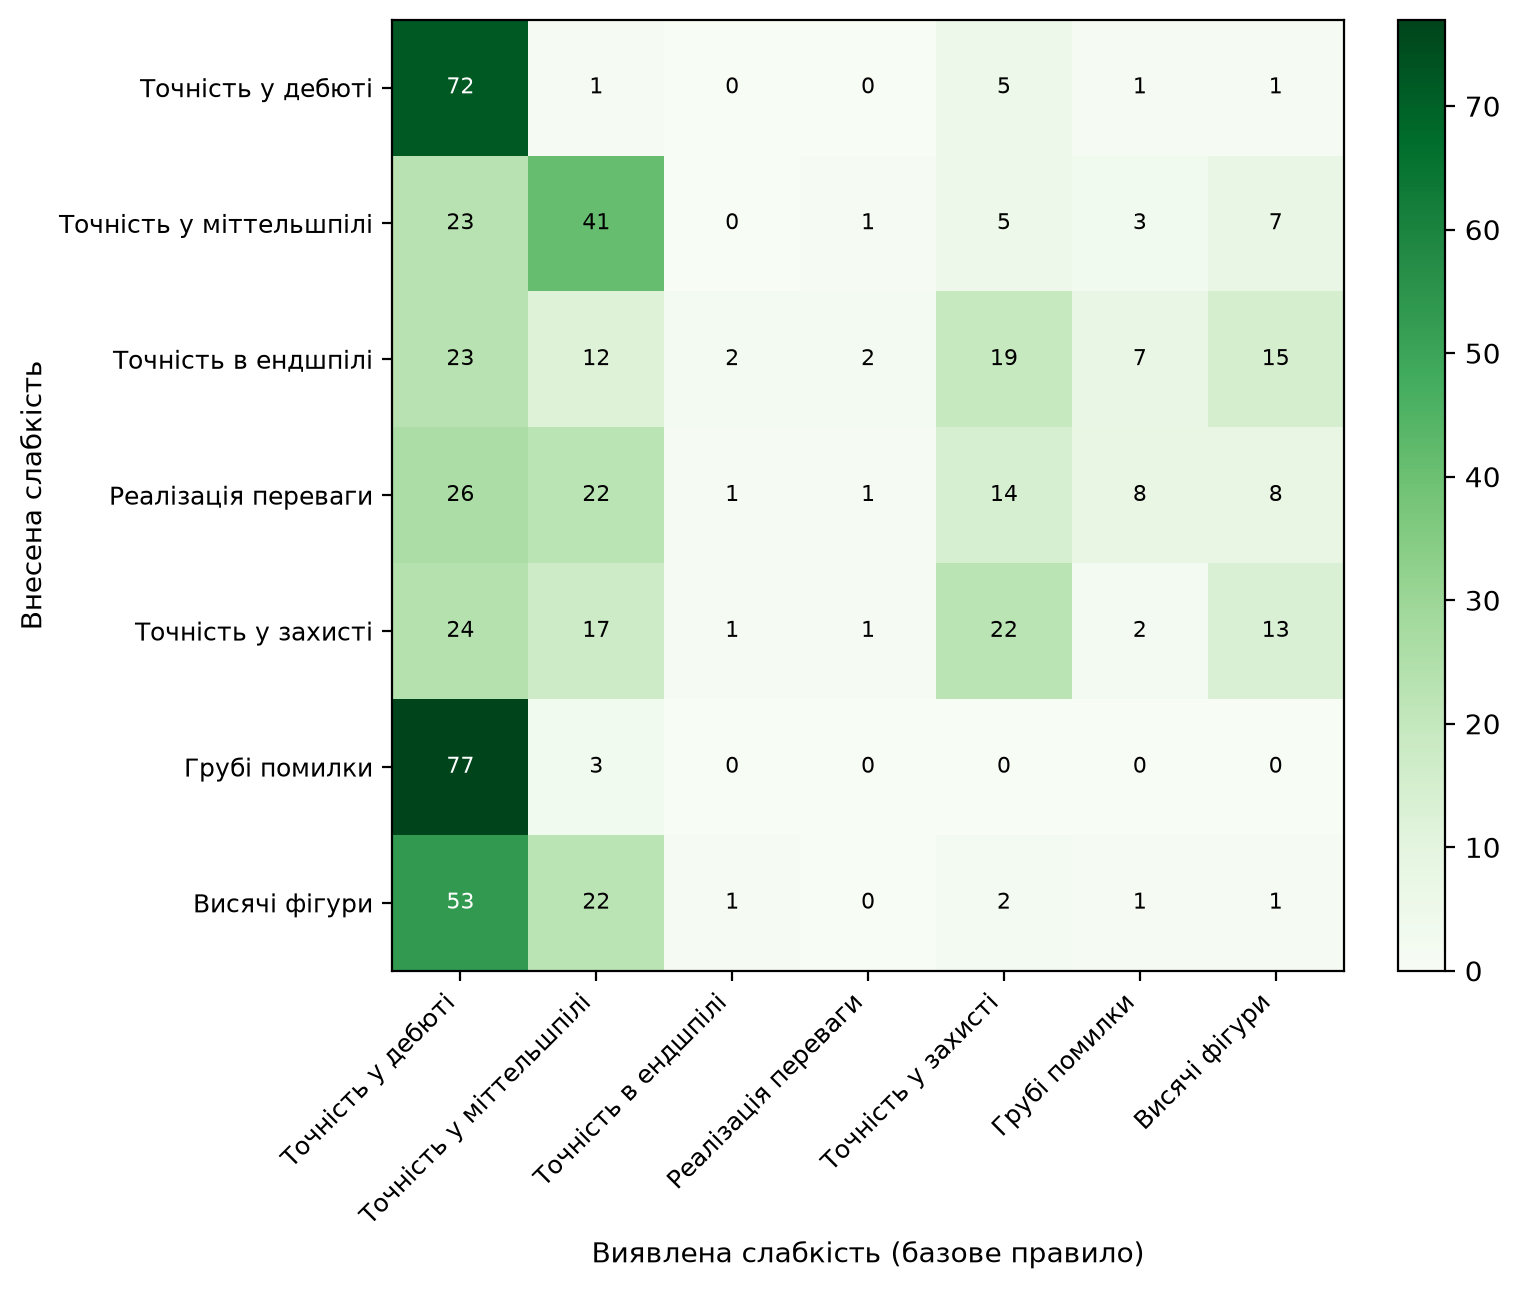 Точність у дебюті 72 1 0 0 5 1 1
Точність у міттельшпілі 23 41 0 1 5 3 7
Точність в ендшпілі 23 12 2 2 19 7 15
Реалізація переваги 26 22 1 1 14 8 8
Точність у захисті 24 17 1 1 22 2 13
Грубі помилки 77 3 0 0 0 0 0
Висячі фігури 53 22 1 0 2 1 1
Внесена слабкість
Точність у дебюті
Точність у міттельшпілі
Точність в ендшпілі
Реалізація переваги
Точність у захисті
Грубі помилки
Висячі фігури
Виявлена слабкість (базове правило)
70
60
50
40
30
20
10
0